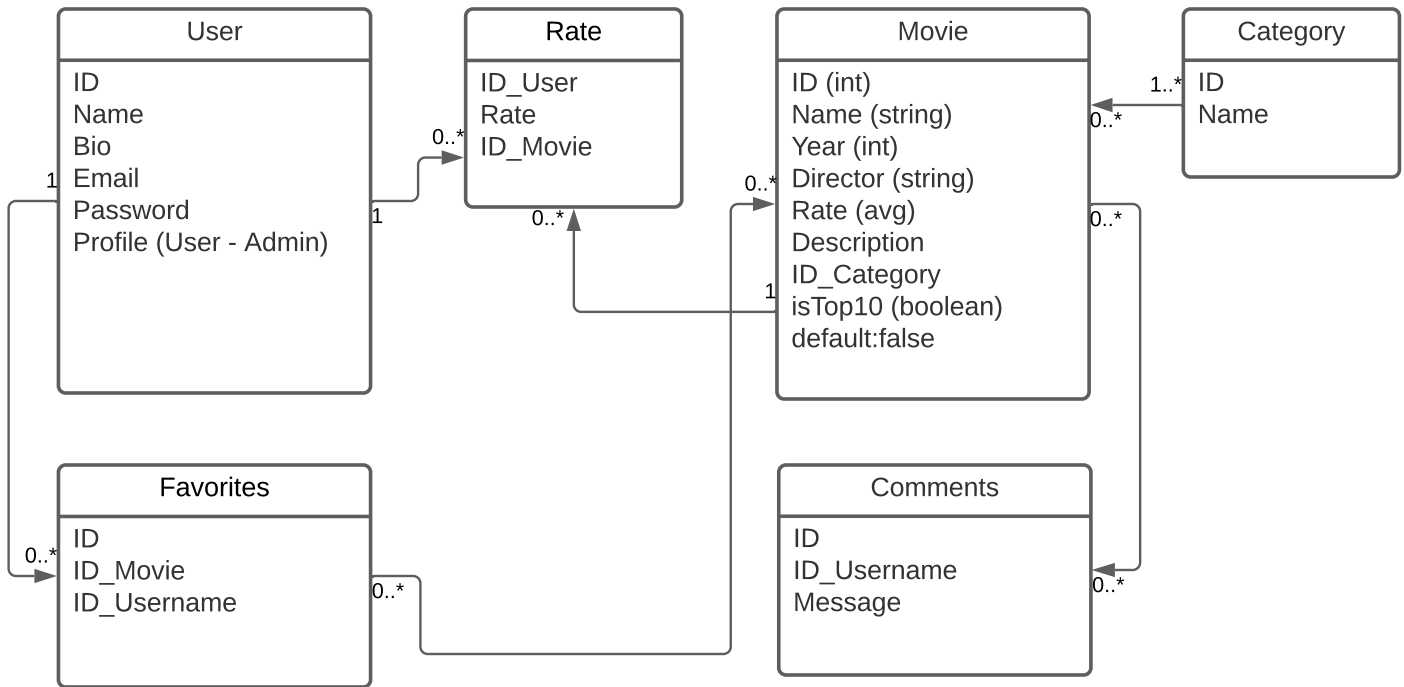 User
ID
Name
Bio
Email
Password
Profile (User - Admin)
1
1
Rate
ID_User
Rate
ID_Movie
0..*
0..*
Movie
ID (int)
Name (string)
Year (int)
Director (string)
Rate (avg)
Description
ID_Category
isTop10 (boolean)
default:false
0..*
1
0..*
0..*
Category
ID
Name
1..*
Favorites
ID
ID_Movie
ID_Username
0..*
0..*
Comments
ID
ID_Username
Message
0..*